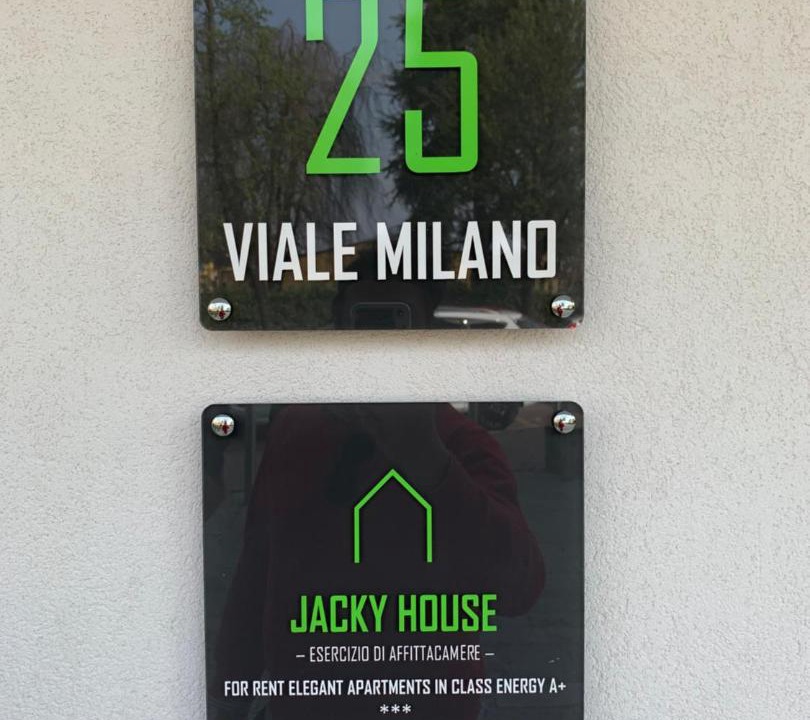 25
VIALE MILANO
JACKY HOUSE
– ESERCIZIO DI AFFITTACAMERE –
FOR RENT ELEGANT APARTMENTS IN CLASS ENERGY A+
***